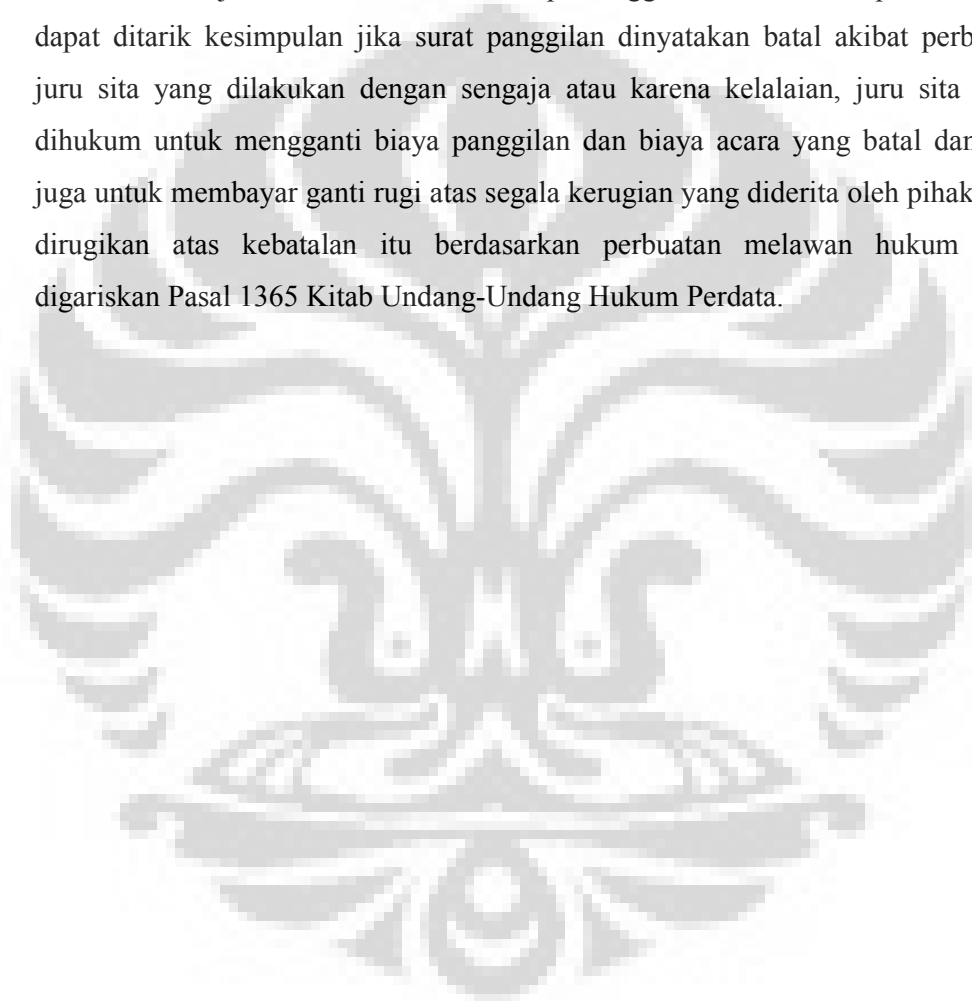 dapat ditarik kesimpulan jika surat panggilan dinyatakan batal akibat perb
juru sita yang dilakukan dengan sengaja atau karena kelalaian, juru sita
dihukum untuk mengganti biaya panggilan dan biaya acara yang batal dan
juga untuk membayar ganti rugi atas segala kerugian yang diderita oleh pihak
dirugikan atas kebatalan itu berdasarkan perbuatan melawan hukum
digariskan Pasal 1365 Kitab Undang-Undang Hukum Perdata.